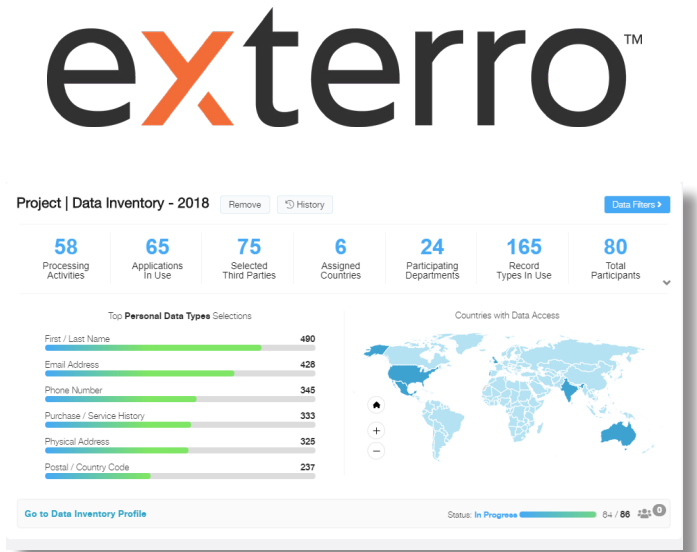 exterro™
Project | Data Inventory - 2018 Remove History Data Filters
58 65 75 6 24 165 80
Processing Applications Selected Assigned Participating Record Total
Activities In Use Third Parties Countries Departments Types In Use Participants
Top Personal Data Types Selections Countries with Data Access
First / Last Name 490
Email Address 428
Phone Number 345
Purchase / Service History 333
Physical Address 325
Postal / Country Code 237
Go to Data Inventory Profile Status: In Progress 84 / 86 0